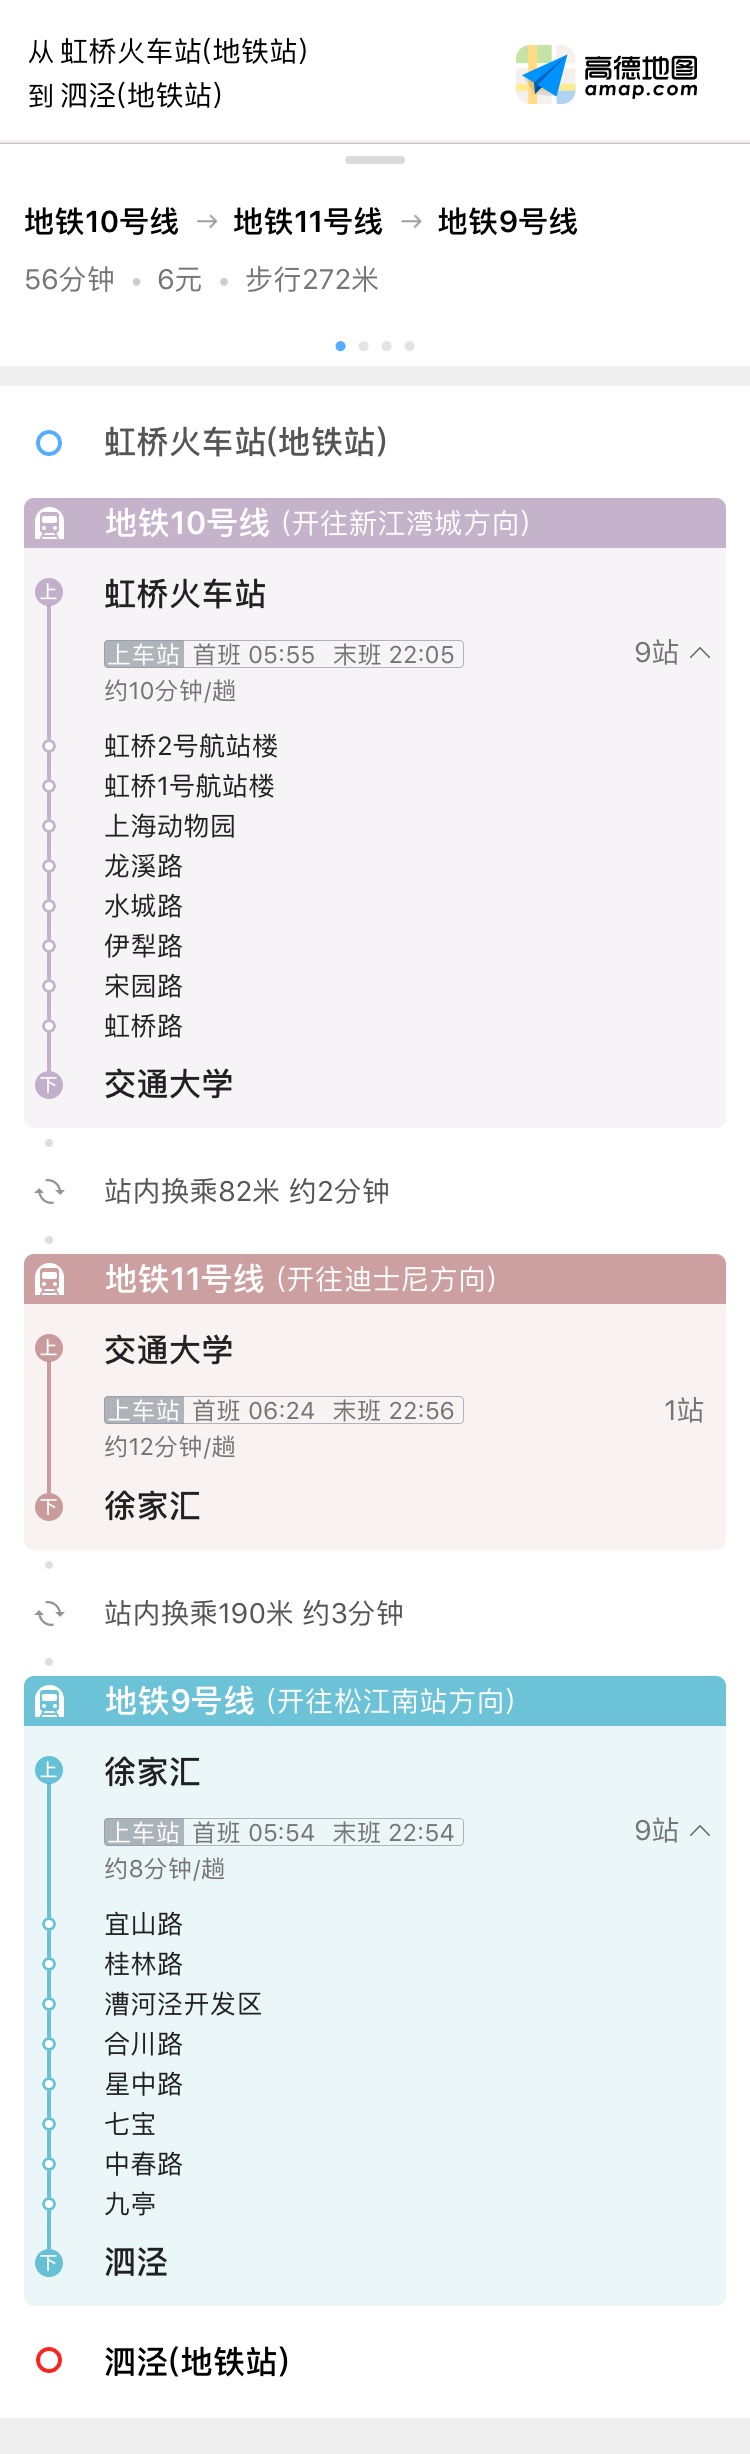 从 虹桥火车站(地铁站)
到 泗泾(地铁站)
高德地图
amap.com
地铁10号线 → 地铁11号线 → 地铁9号线
56分钟 • 6元 • 步行272米
虹桥火车站(地铁站)
地铁10号线 (开往新江湾城方向)
上 虹桥火车站
上车站 首班 05:55 末班 22:05 9站
约10分钟/趟
虹桥2号航站楼
虹桥1号航站楼
上海动物园
龙溪路
水城路
伊犁路
宋园路
虹桥路
下 交通大学
站内换乘82米 约2分钟
地铁11号线 (开往迪士尼方向)
上 交通大学
上车站 首班 06:24 末班 22:56 1站
约12分钟/趟
下 徐家汇
站内换乘190米 约3分钟
地铁9号线 (开往松江南站方向)
上 徐家汇
上车站 首班 05:54 末班 22:54 9站
约8分钟/趟
宜山路
桂林路
漕河泾开发区
合川路
星中路
七宝
中春路
九亭
下 泗泾
泗泾(地铁站)